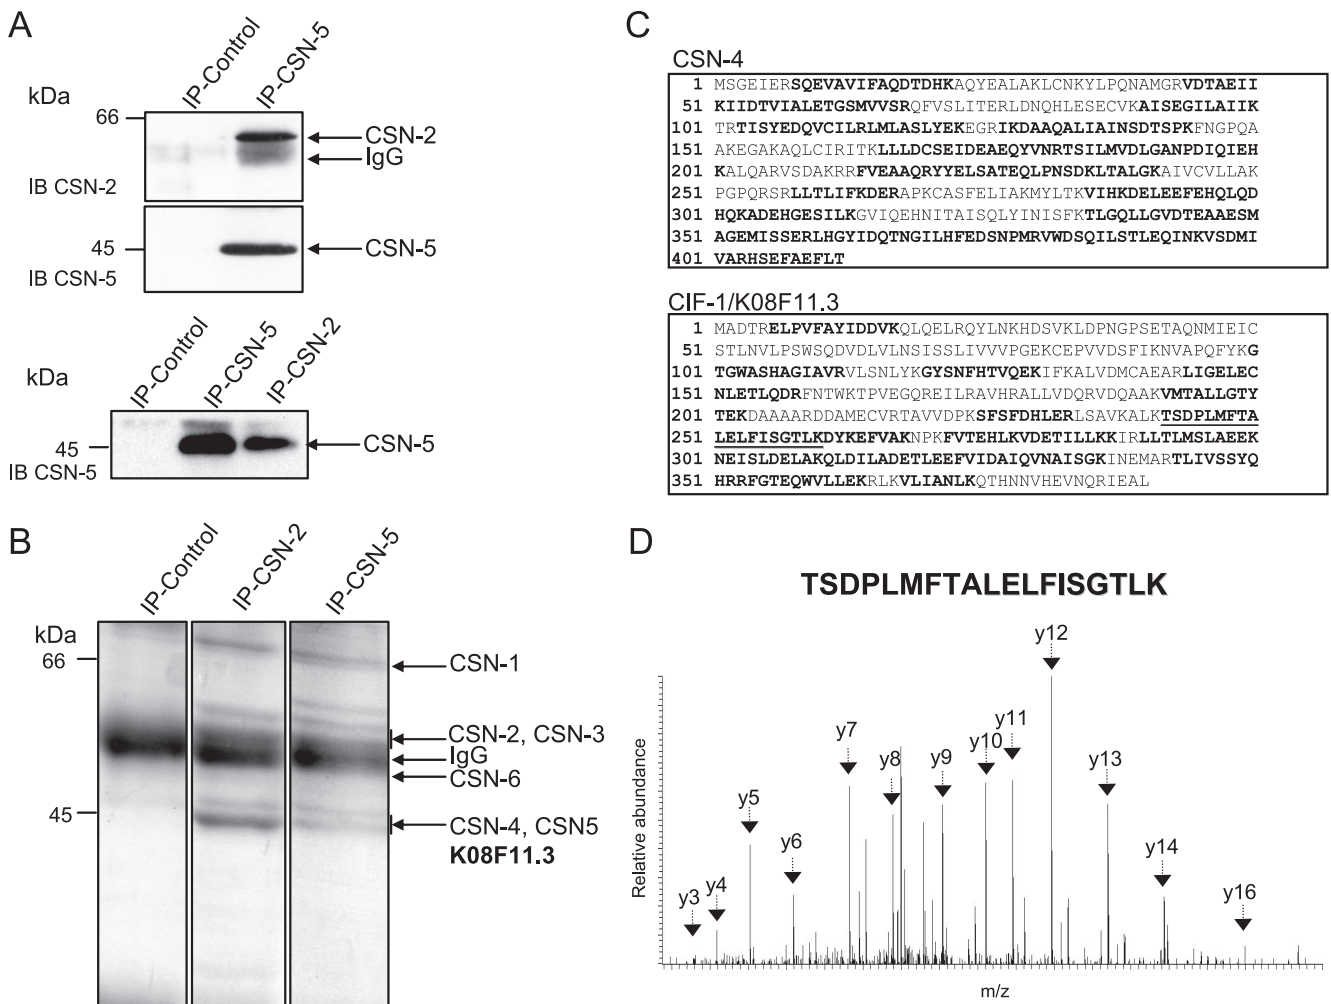 A
IP-Control
IP-CSN-5
kDa
66
CSN-2
IgG
IB CSN-2
45
CSN-5
IB CSN-5
IP-Control
IP-CSN-5
IP-CSN-2
kDa
45
CSN-5
IB CSN-5
B
IP-Control
IP-CSN-2
IP-CSN-5
kDa
66
CSN-1
CSN-2, CSN-3
IgG
CSN-6
45
CSN-4, CSN5
K08F11.3
C
CSN-4
1 MSGEIERSQEVAVIFAQDTDHKAQYEALAKLCNKYLPQNAMGRVDTAEII
51 KIIDTVIALETGSMVVSRQFVSLITERLDNQHLESECVKAISEGILAIIK
101 TRTISYEDQVCILRLMLASLYEKEGRIKDAAQALIAINSDTSPKFNGPQA
151 AKEGAKAQLCIRITKLLLDCSEIDEAEQYVNRTSILMVDLGANPDIQIEH
201 KALQARVSDAKRRFVEAAQRYYELSATEQLPNSDKLTALGKAIVCVLLAK
251 PGPQRSRLLTLIFKDERAPKCASFELIAKMYLTKVIHKDELEEFEHQLQD
301 HQKADEHGESILKGVIQEHNITAISQLYINISFKTLGQLLGVDTEAAESM
351 AGEMISSERLHGYIDQTNGILHFEDSNPMRVWDSQILSTLEQINKVSDMI
401 VARHSEFAEFLT
CIF-1/K08F11.3
1 MADTRELPVFAYIDDVKQLQELRQYLNKHDSVKLDPNGPSETAQNMIEIC
51 STLNVLPSWSQDVDLVLNSISSLIVVVPGEKCEPVVDSFIKNVAPQFYKG
101 TGWASHAGIAVRVLSNLYKGYSNFHTVQEKIFKALVDMCAEARLIGELEC
151 NLETLQDRFNTWKTPVEGQREILRAVHRALLVDQRVDQAAKVMTALLGTY
201 TEKDAAAARDDAMECVRTAVVDPKSFSFDHLERLSAVKALKTSDPLMFTA
251 LELFISGTLKDYKEFVAKNPKFVTEHLKVDETILLKKIRLLTLMSLAEEK
301 NEISLDELAKQLDILADETLEEFVIDAIQVNAISGKINEMARTLIVSSYQ
351 HRRFGTEQWVLLEKRLKVLIANLKQTHNNVHEVNQRIEAL
D
TSDPLMFTALELFISGTLK
Relative abundance
y3
y4
y5
y6
y7
y8
y9
y10
y11
y12
y13
y14
y16
m/z